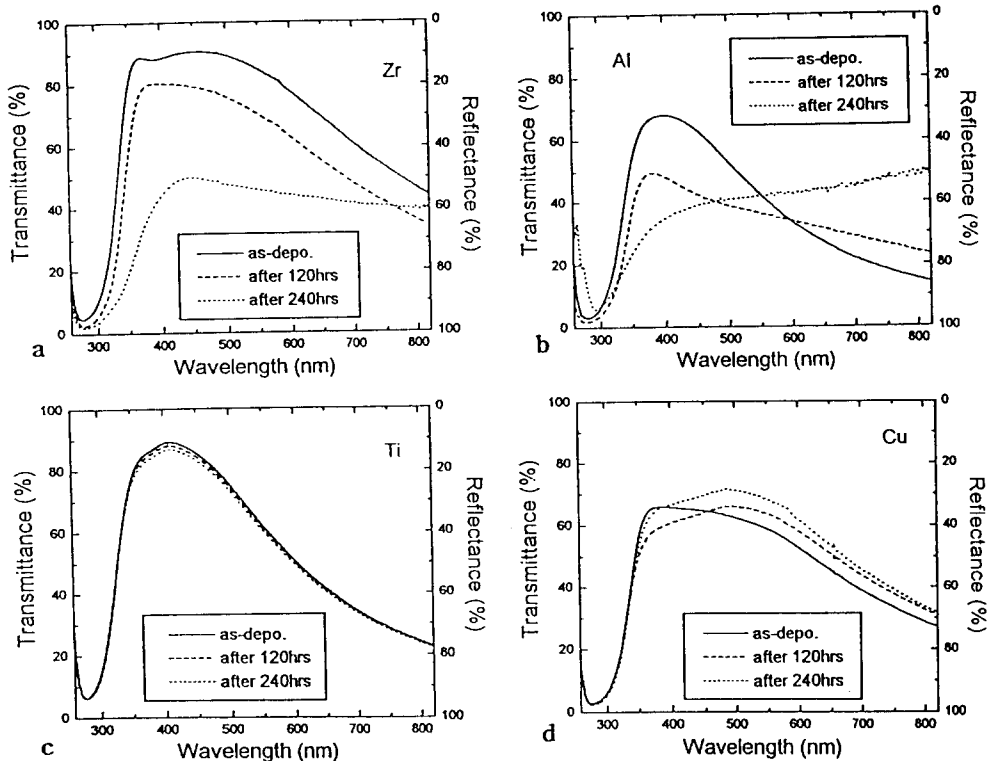 Zr
Transmittance (%)
100
80
60
40
20
0
0
20
40
60
80
100
Reflectance (%)
as-depo.
after 120hrs
after 240hrs
300 400 500 600 700 800
Wavelength (nm)
a
Al
Transmittance (%)
100
80
60
40
20
0
0
20
40
60
80
100
Reflectance (%)
as-depo.
after 120hrs
after 240hrs
300 400 500 600 700 800
Wavelength (nm)
b
Ti
Transmittance (%)
100
80
60
40
20
0
0
20
40
60
80
100
Reflectance (%)
as-depo.
after 120hrs
after 240hrs
300 400 500 600 700 800
Wavelength (nm)
c
Cu
Transmittance (%)
100
80
60
40
20
0
0
20
40
60
80
100
Reflectance (%)
as-depo.
after 120hrs
after 240hrs
300 400 500 600 700 800
Wavelength (nm)
d